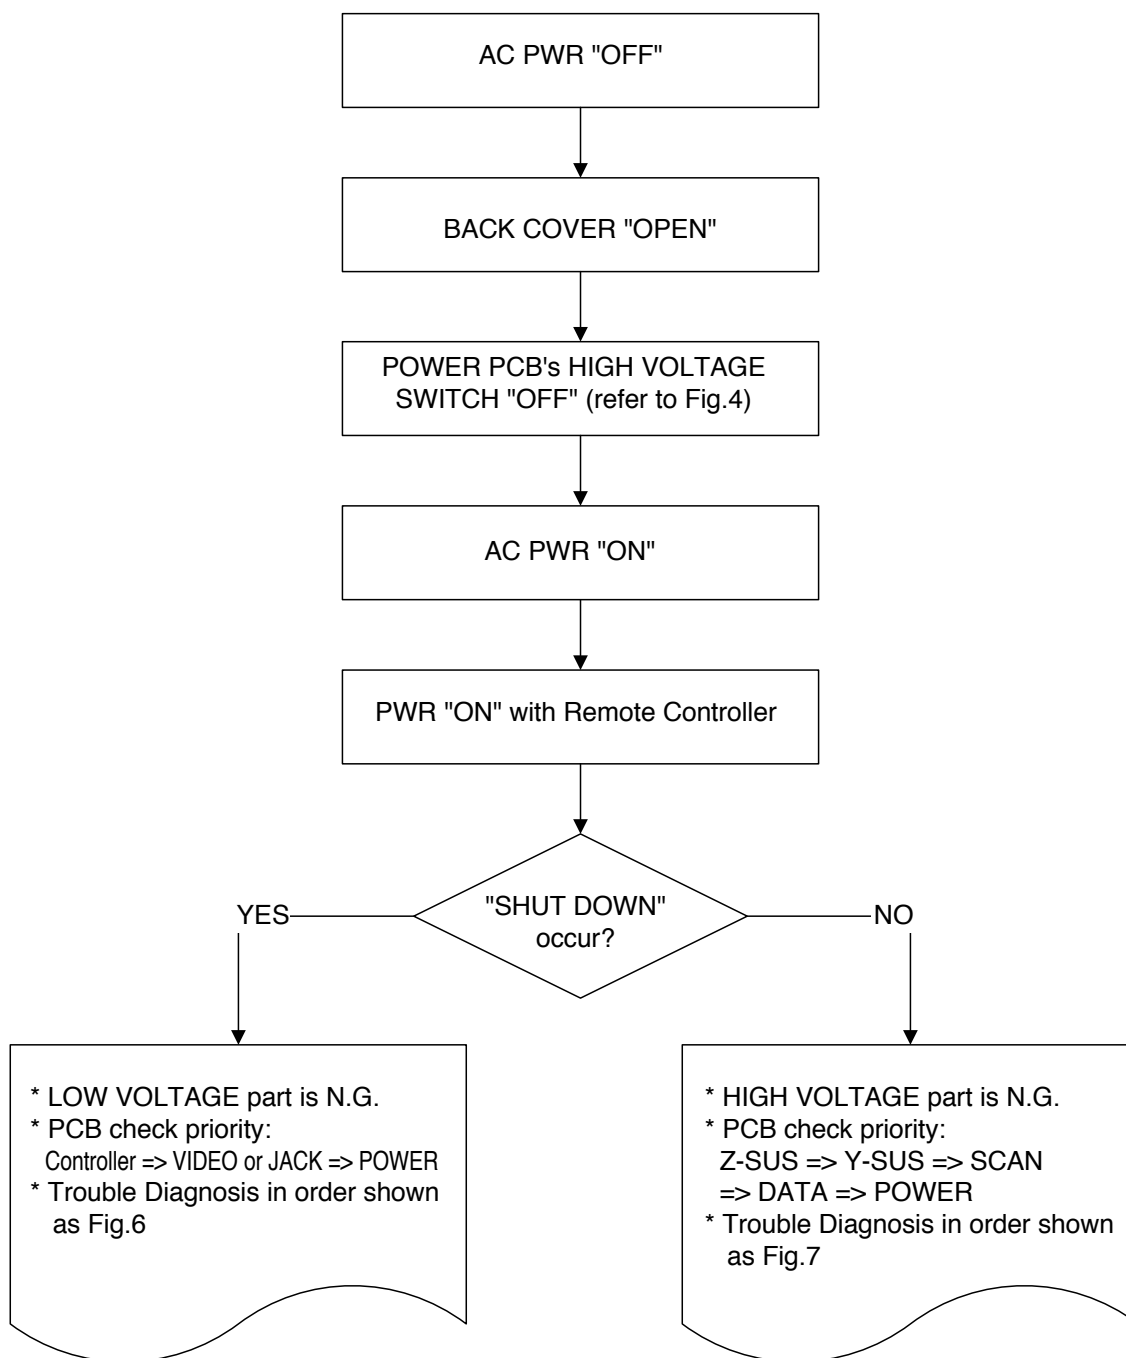 AC PWR "OFF"
BACK COVER "OPEN"
POWER PCB's HIGH VOLTAGE
SWITCH "OFF" (refer to Fig.4)
AC PWR "ON"
PWR "ON" with Remote Controller
"SHUT DOWN"
occur?
YES
NO
* LOW VOLTAGE part is N.G.
* PCB check priority:
Controller => VIDEO or JACK => POWER
* Trouble Diagnosis in order shown
as Fig.6
* HIGH VOLTAGE part is N.G.
* PCB check priority:
Z-SUS => Y-SUS => SCAN
=> DATA => POWER
* Trouble Diagnosis in order shown
as Fig.7